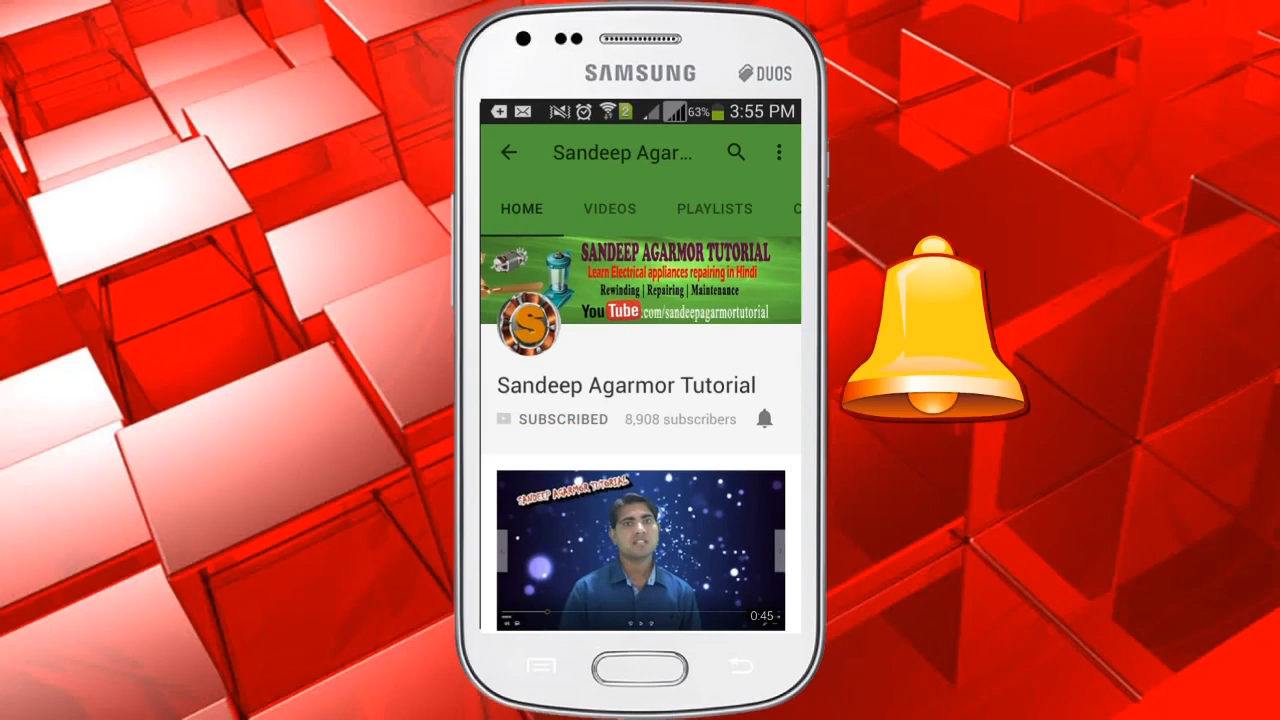 SAMSUNG DUOS
2 63% 3:55 PM
Sandeep Agar...
HOME VIDEOS PLAYLISTS C
SANDEEP AGARMOR TUTORIAL
Learn Electrical appliances repairing in Hindi
Rewinding | Repairing | Maintenance
YouTube.com/sandeepagarmortutorial
S
Sandeep Agarmor Tutorial
SUBSCRIBED 8,908 subscribers
SANDEEP AGARMOR TUTORIAL
0:45